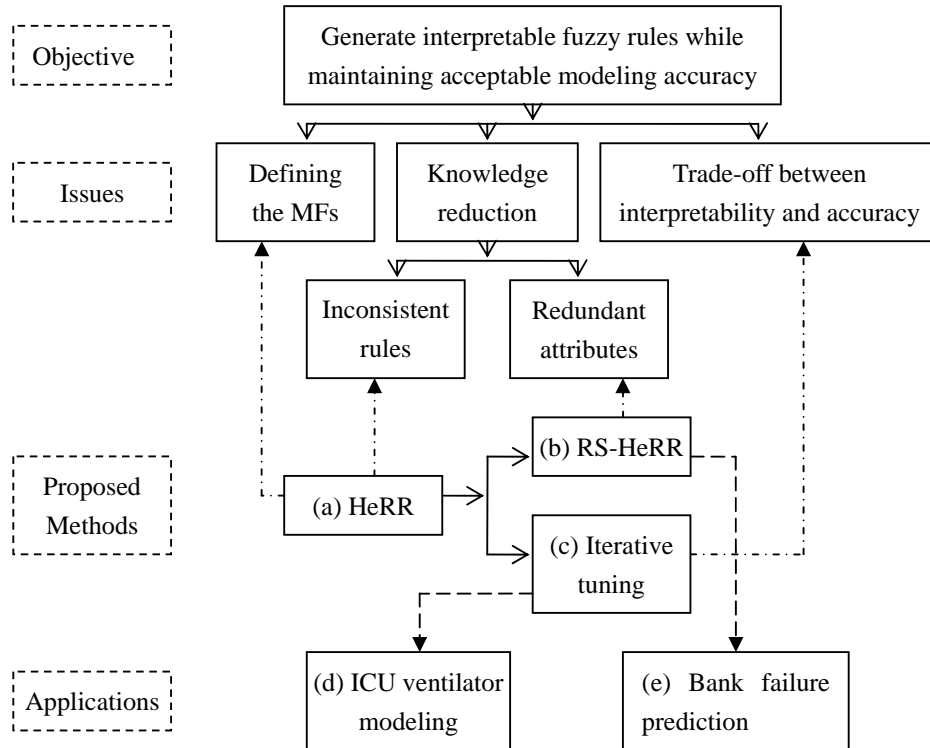 Objective
Generate interpretable fuzzy rules while
maintaining acceptable modeling accuracy
Issues
Defining
the MFs
Knowledge
reduction
Trade-off between
interpretability and accuracy
Inconsistent
rules
Redundant
attributes
Proposed
Methods
(a) HeRR
(b) RS-HeRR
(c) Iterative
tuning
Applications
(d) ICU ventilator
modeling
(e) Bank failure
prediction